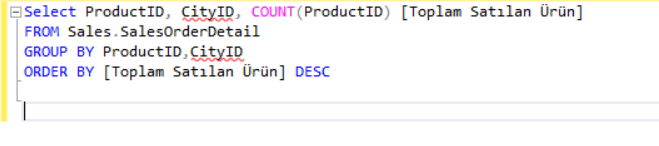 Select ProductID, CityID, COUNT(ProductID) [Toplam Satılan Ürün]
FROM Sales.SalesOrderDetail
GROUP BY ProductID,CityID
ORDER BY [Toplam Satılan Ürün] DESC